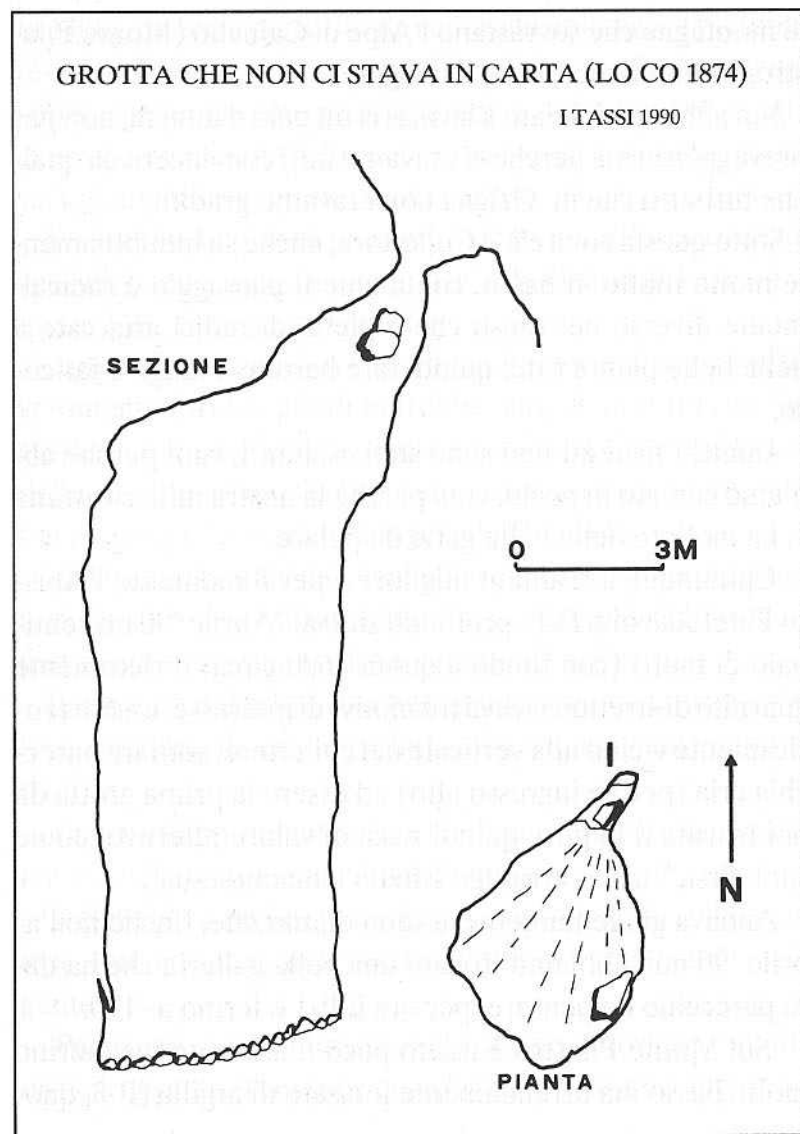 GROTTA CHE NON CI STAVA IN CARTA (LO CO 1874)
I TASSI 1990
SEZIONE
0 3M
I
N
PIANTA